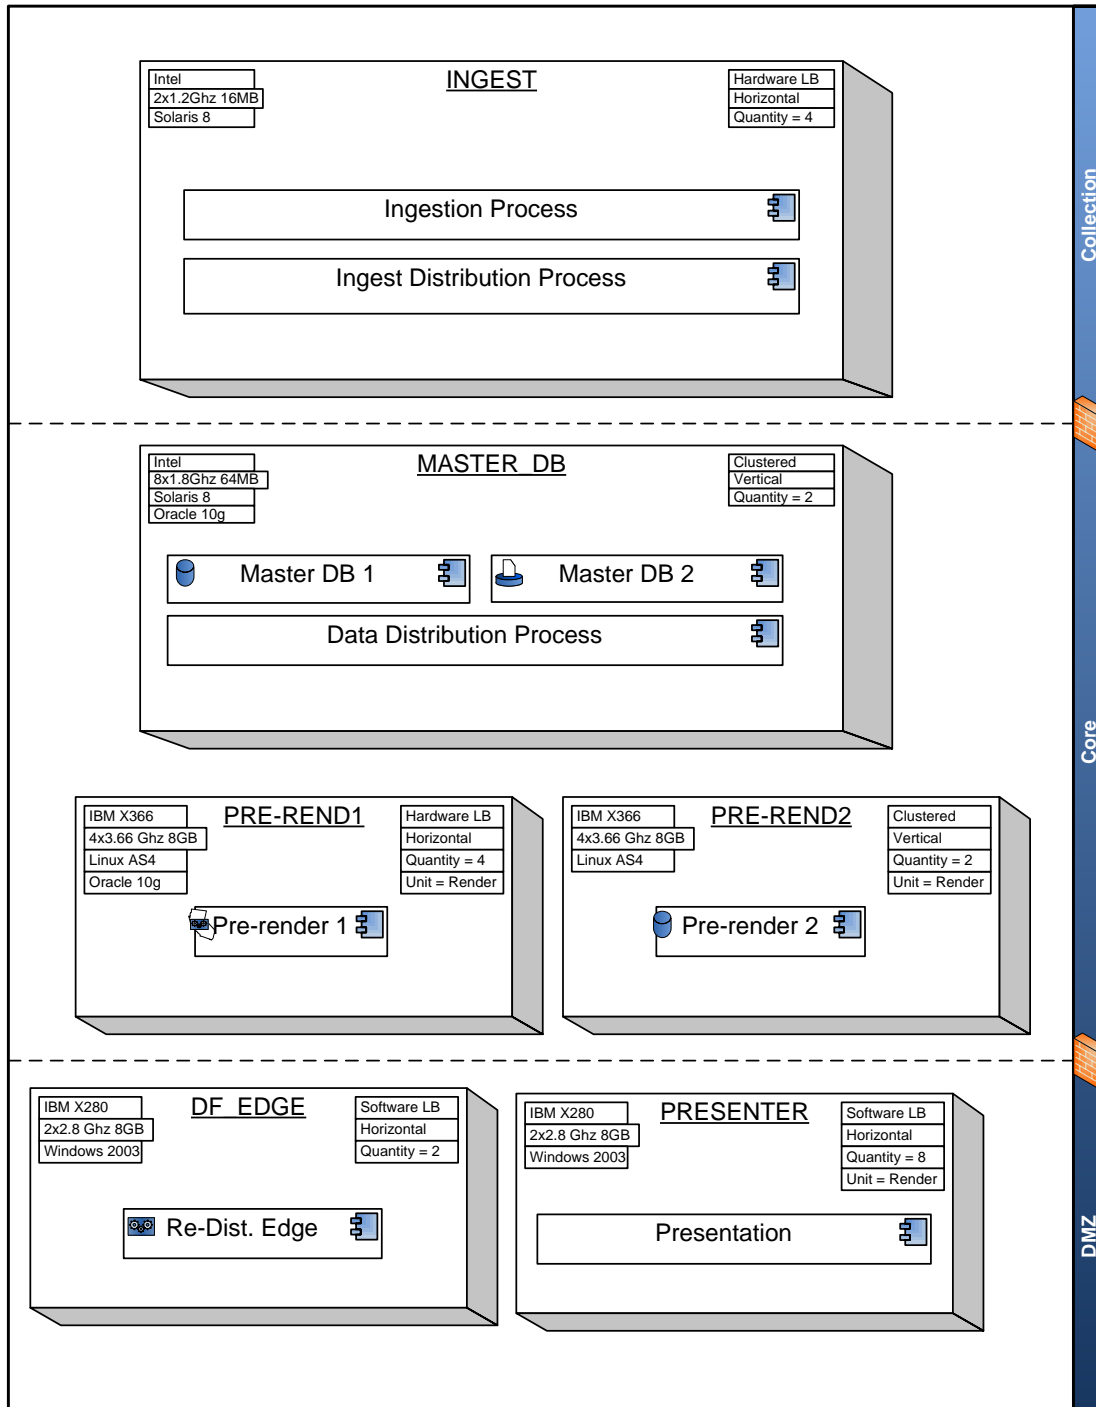 INGEST
Intel
2x1.2Ghz 16MB
Solaris 8
Hardware LB
Horizontal
Quantity = 4
Ingestion Process
Ingest Distribution Process
Collection
MASTER_DB
Intel
8x1.8Ghz 64MB
Solaris 8
Oracle 10g
Clustered
Vertical
Quantity = 2
Master DB 1
Master DB 2
Data Distribution Process
Core
PRE-REND1
IBM X366
4x3.66 Ghz 8GB
Linux AS4
Oracle 10g
Hardware LB
Horizontal
Quantity = 4
Unit = Render
Pre-render 1
PRE-REND2
IBM X366
4x3.66 Ghz 8GB
Linux AS4
Clustered
Vertical
Quantity = 2
Unit = Render
Pre-render 2
DF_EDGE
IBM X280
2x2.8 Ghz 8GB
Windows 2003
Software LB
Horizontal
Quantity = 2
Re-Dist. Edge
PRESENTER
IBM X280
2x2.8 Ghz 8GB
Windows 2003
Software LB
Horizontal
Quantity = 8
Unit = Render
Presentation
DMZ